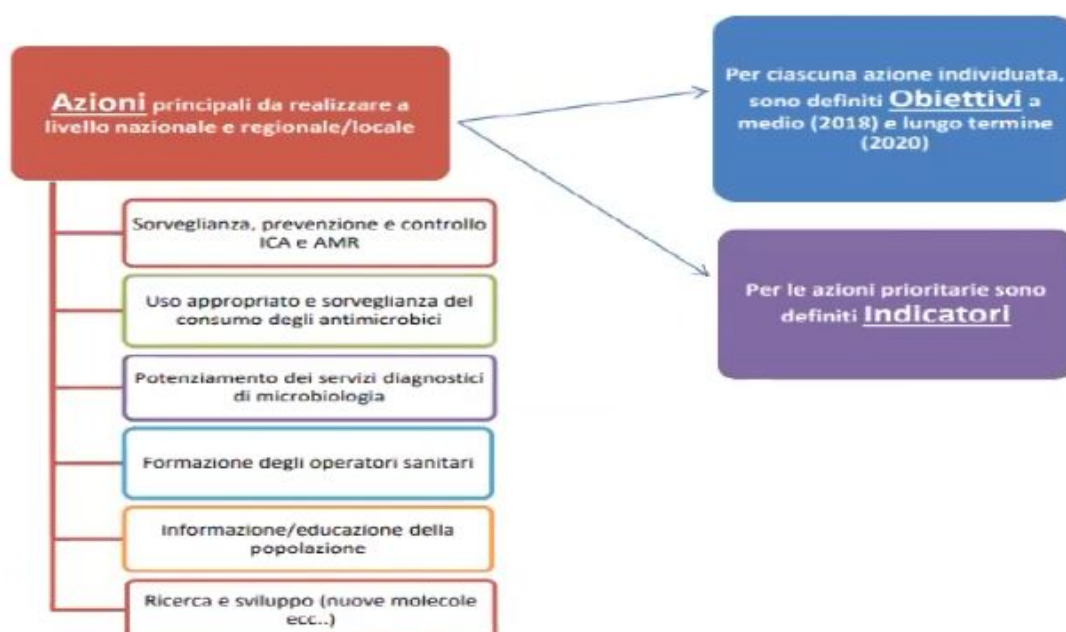 Azioni principali da realizzare a
livello nazionale e regionale/locale
Sorveglianza, prevenzione e controllo
ICA e AMR
Uso appropriato e sorveglianza del
consumo degli antimicrobici
Potenziamento dei servizi diagnostici
di microbiologia
Formazione degli operatori sanitari
Informazione/educazione della
popolazione
Ricerca e sviluppo (nuove molecole
ecc..)
Per ciascuna azione individuata,
sono definiti Obiettivi a
medio (2018) e lungo termine
(2020)
Per le azioni prioritarie sono
definiti Indicatori